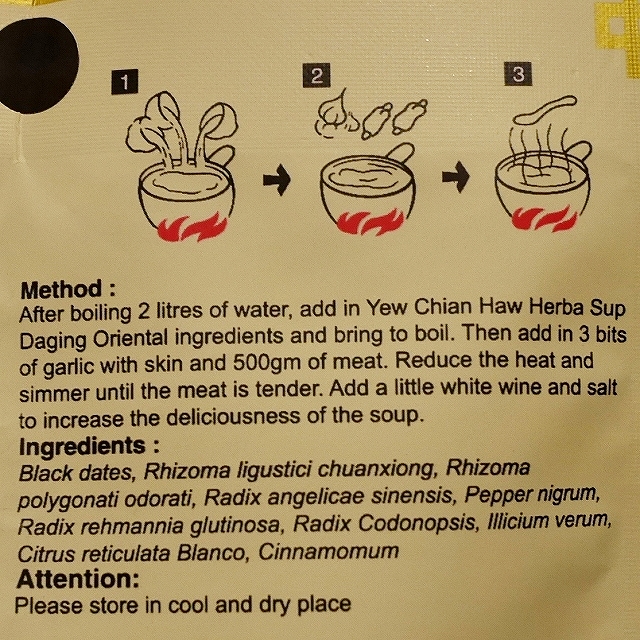 1
2
3
Method :
After boiling 2 litres of water, add in Yew Chian Haw Herba Sup
Daging Oriental ingredients and bring to boil. Then add in 3 bits
of garlic with skin and 500gm of meat. Reduce the heat and
simmer until the meat is tender. Add a little white wine and salt
to increase the deliciousness of the soup.
Ingredients :
Black dates, Rhizoma ligustici chuanxiong, Rhizoma
polygonati odorati, Radix angelicae sinensis, Pepper nigrum,
Radix rehmannia glutinosa, Radix Codonopsis, Illicium verum,
Citrus reticulata Blanco, Cinnamomum
Attention:
Please store in cool and dry place